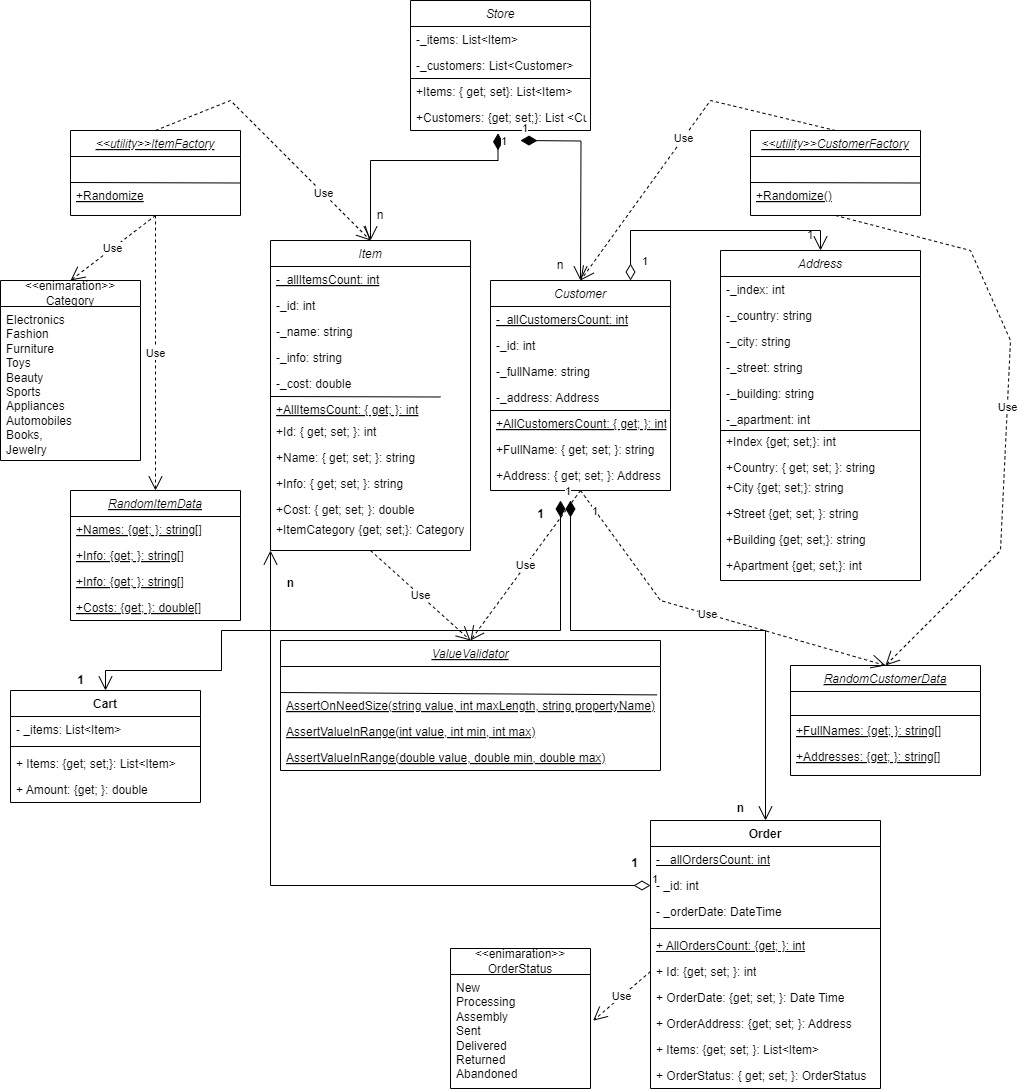 Store
-_items: List<Item>
-_customers: List<Customer>
+Items: { get; set}: List<Item>
+Customers: {get; set;}: List <Cu
1
1
n
n
<<utility>>ItemFactory
+Randomize
Use
Use
Use
<<utility>>CustomerFactory
+Randomize()
Use
Use
<<enimaration>>
Category
Electronics
Fashion
Furniture
Toys
Beauty
Sports
Appliances
Automobiles
Books,
Jewelry
Item
-_allItemsCount: int
-_id: int
-_name: string
-_info: string
-_cost: double
+AllItemsCount: { get; }: int
+Id: { get; set; }: int
+Name: { get; set; }: string
+Info: { get; set; }: string
+Cost: { get; set; }: double
+ItemCategory {get; set;}: Category
n
Use
Customer
-_allCustomersCount: int
-_id: int
-_fullName: string
-_address: Address
+AllCustomersCount: { get; }: int
+FullName: { get; set; }: string
+Address: { get; set; }: Address
1
1
1
1
1
Use
Use
Address
-_index: int
-_country: string
-_city: string
-_street: string
-_building: string
-_apartment: int
+Index {get; set;}: int
+Country: { get; set; }: string
+City {get; set;}: string
+Street {get; set; }: string
+Building {get; set;}: string
+Apartment {get; set;}: int
RandomItemData
+Names: {get; }: string[]
+Info: {get; }: string[]
+Info: {get; }: string[]
+Costs: {get; }: double[]
ValueValidator
AssertOnNeedSize(string value, int maxLength, string propertyName)
AssertValueInRange(int value, int min, int max)
AssertValueInRange(double value, double min, double max)
RandomCustomerData
+FullNames: {get; }: string[]
+Addresses: {get; }: string[]
1
Cart
- _items: List<Item>
+ Items: {get; set;}: List<Item>
+ Amount: {get; }: double
n
1
1
Order
- _allOrdersCount: int
- _id: int
- _orderDate: DateTime
+ AllOrdersCount: {get; }: int
+ Id: {get; set; }: int
+ OrderDate: {get; set; }: Date Time
+ OrderAddress: {get; set; }: Address
+ Items: {get; set; }: List<Item>
+ OrderStatus: { get; set; }: OrderStatus
Use
<<enimaration>>
OrderStatus
New
Processing
Assembly
Sent
Delivered
Returned
Abandoned